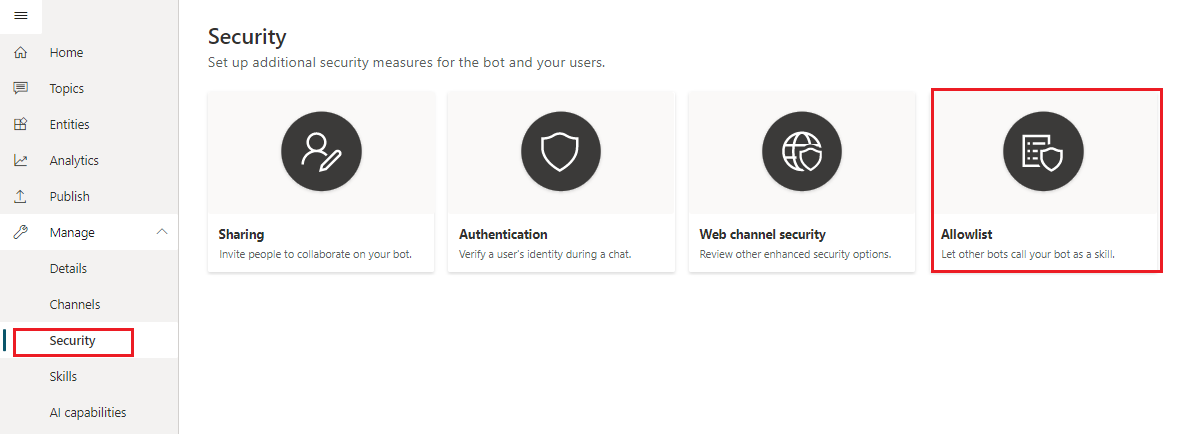 Home
Topics
Entities
Analytics
Publish
Manage
Details
Channels
Security
Skills
AI capabilities
Security
Set up additional security measures for the bot and your users.
Sharing
Invite people to collaborate on your bot.
Authentication
Verify a user's identity during a chat.
Web channel security
Review other enhanced security options.
Allowlist
Let other bots call your bot as a skill.